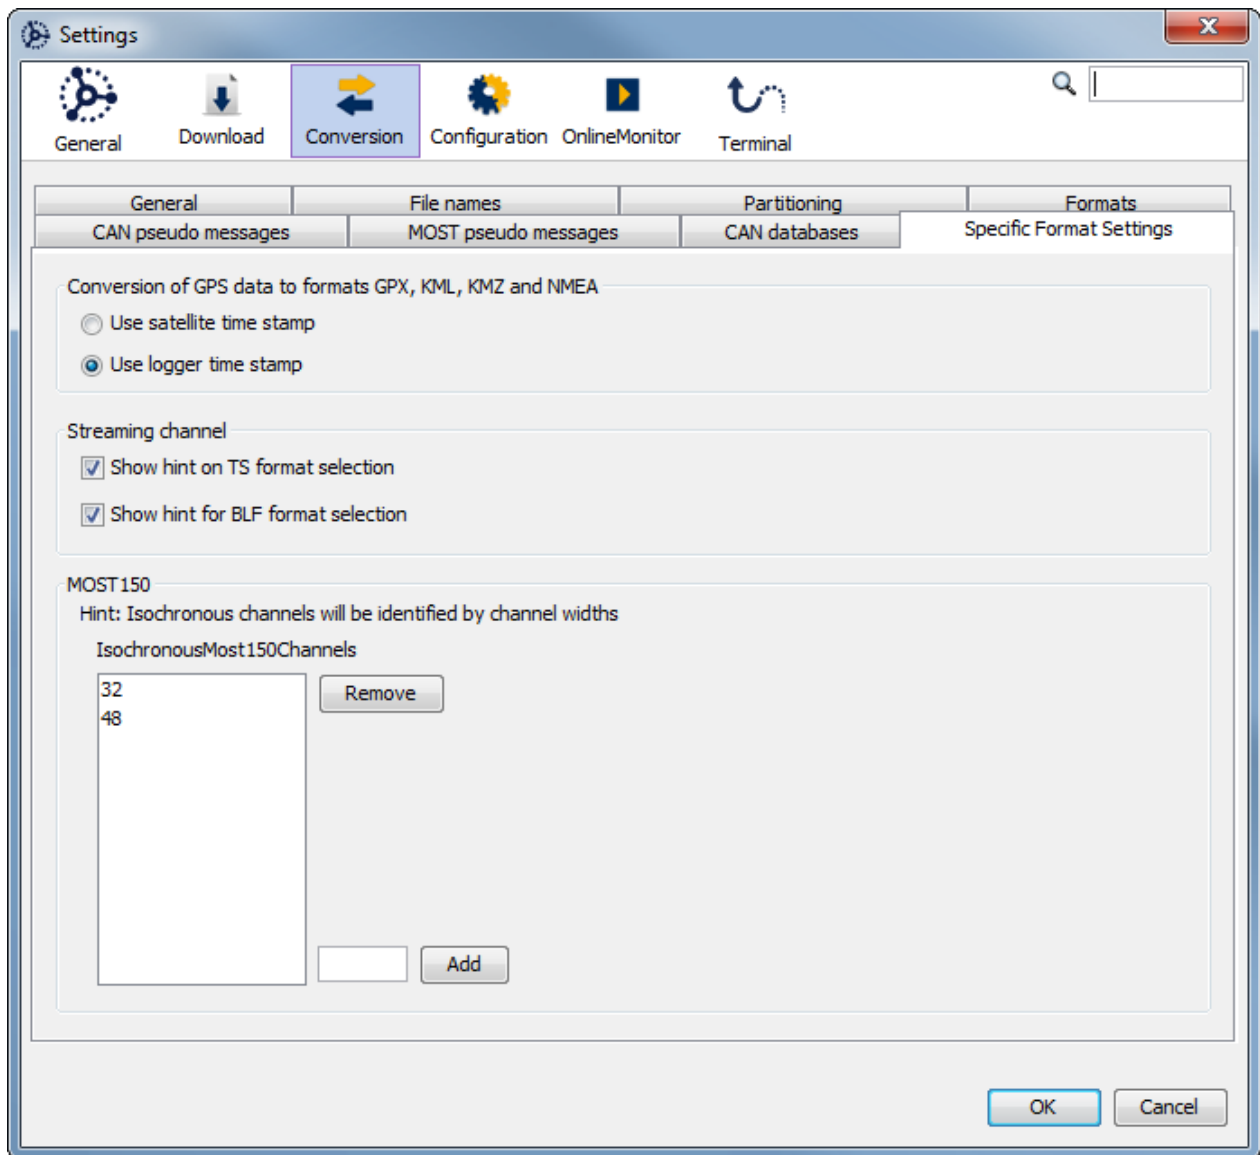 Settings
X
General
Download
Conversion
Configuration
OnlineMonitor
Terminal
General
File names
Partitioning
Formats
CAN pseudo messages
MOST pseudo messages
CAN databases
Specific Format Settings
Conversion of GPS data to formats GPX, KML, KMZ and NMEA
Use satellite time stamp
Use logger time stamp
Streaming channel
Show hint on TS format selection
Show hint for BLF format selection
MOST150
Hint: Isochronous channels will be identified by channel widths
IsochronousMost150Channels
32
48
Remove
Add
OK
Cancel